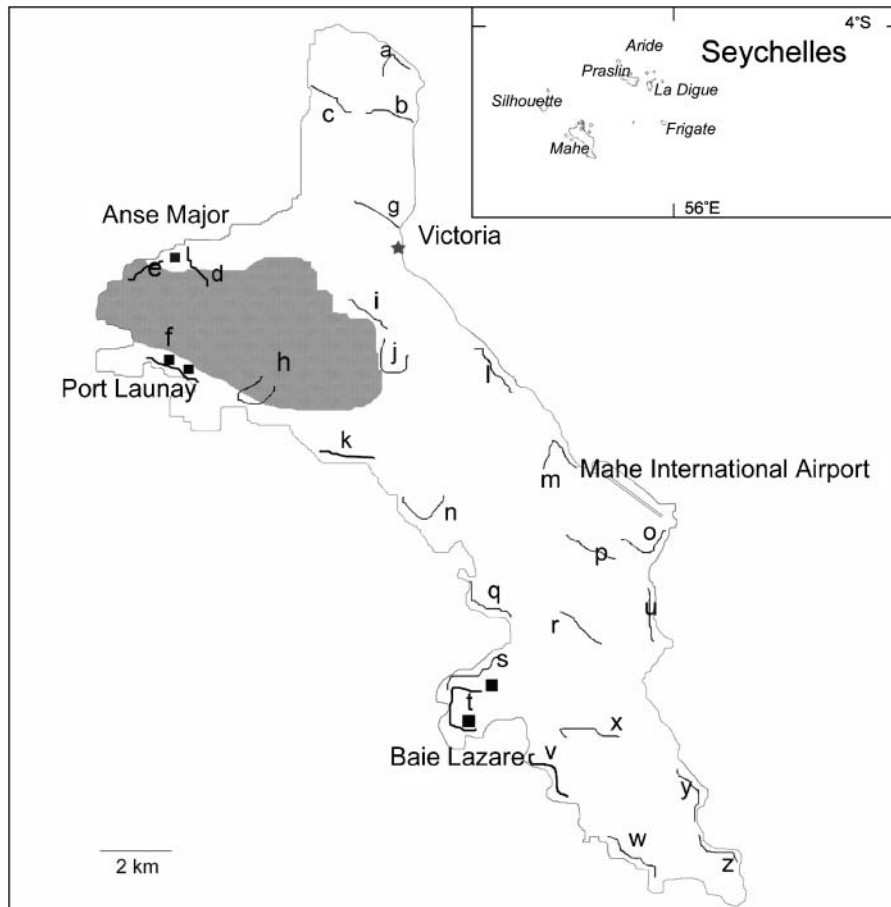 4°S
Seychelles
Aride
Praslin
La Digue
Silhouette
Frigate
Mahe
56°E
a
b
c
g
Anse Major
Victoria
e
d
i
f
j
h
l
Port Launay
k
m
Mahe International Airport
n
o
p
q
u
r
s
t
x
Baie Lazare
v
y
w
z
2 km